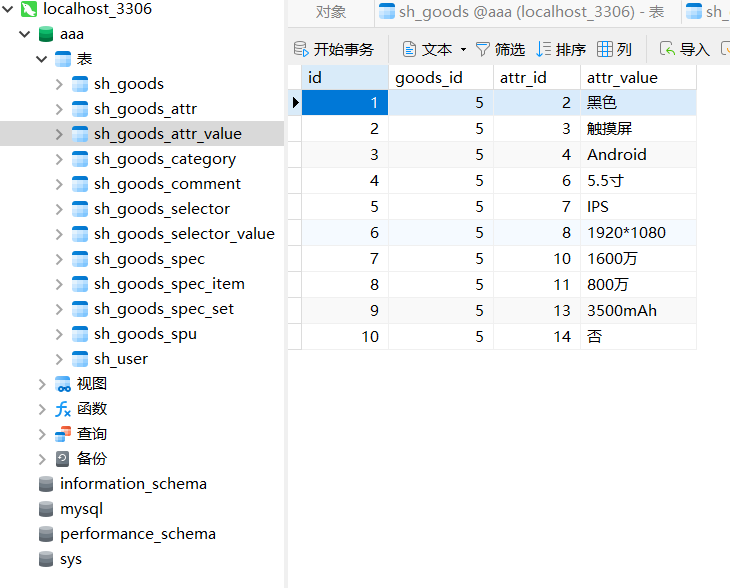 localhost_3306
aaa
表
sh_goods
sh_goods_attr
sh_goods_attr_value
sh_goods_category
sh_goods_comment
sh_goods_selector
sh_goods_selector_value
sh_goods_spec
sh_goods_spec_item
sh_goods_spec_set
sh_goods_spu
sh_user
视图
函数
查询
备份
information_schema
mysql
performance_schema
sys
对象 sh_goods @aaa (localhost_3306) - 表 sh_
开始事务 文本 筛选 排序 列 导入
id goods_id attr_id attr_value
1 5 2 黑色
2 5 3 触摸屏
3 5 4 Android
4 5 6 5.5寸
5 5 7 IPS
6 5 8 1920*1080
7 5 10 1600万
8 5 11 800万
9 5 13 3500mAh
10 5 14 否